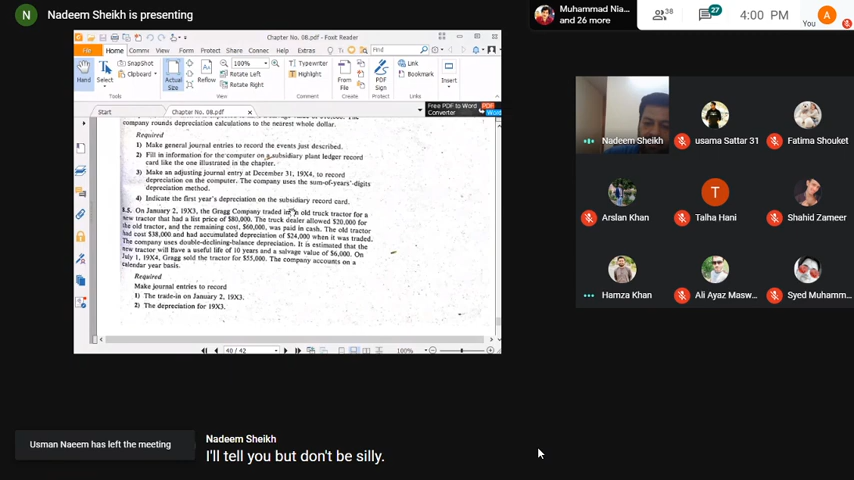 N Nadeem Sheikh is presenting
Muhammad Nia...
and 26 more
38
27
4:00 PM
A
You
Chapter No. 08.pdf - Foxit Reader
File Home Comment View Form Protect Share Connect Help Extras Find
Hand
Select
SnapShot
Clipboard
Actual
Size
Reflow
100%
Rotate Left
Rotate Right
Typewriter
Highlight
From
File
PDF
Sign
Link
Bookmark
Insert
Tools
View
Comment
Create
Protect
Links
Start
Chapter No. 08.pdf
Free PDF to Word
Converter
PDF
Word
company rounds depreciation calculations to the nearest whole dollar.
Required
1) Make general journal entries to record the events just described.
2) Fill in information for the computer on a subsidiary plant ledger record
card like the one illustrated in the chapter.
3) Make an adjusting journal entry at December 31, 19X4, to record
depreciation on the computer. The company uses the sum-of-years'-digits
depreciation method.
4) Indicate the first year's depreciation on the subsidiary record card.
8.5. On January 2, 19X3, the Gragg Company traded in its old truck tractor for a
new tractor that had a list price of $80,000. The truck dealer allowed $20,000 for
the old tractor, and the remaining cost, $60,000, was paid in cash. The old tractor
had cost $38,000 and had accumulated depreciation of $24,000 when it was traded.
The company uses double-declining-balance depreciation. It is estimated that the
new tractor will have a useful life of 10 years and a salvage value of $6,000. On
July 1, 19X4, Gragg sold the tractor for $55,000. The company accounts on a
calendar year basis.
Required
Make journal entries to record
1) The trade-in on January 2, 19X3.
2) The depreciation for 19X3.
40 / 42
100%
Nadeem Sheikh
usama Sattar 31
Fatima Shouket
T
Arslan Khan
Talha Hani
Shahid Zameer
Hamza Khan
Ali Ayaz Masw...
Syed Muhamm...
Usman Naeem has left the meeting
Nadeem Sheikh
I'll tell you but don't be silly.